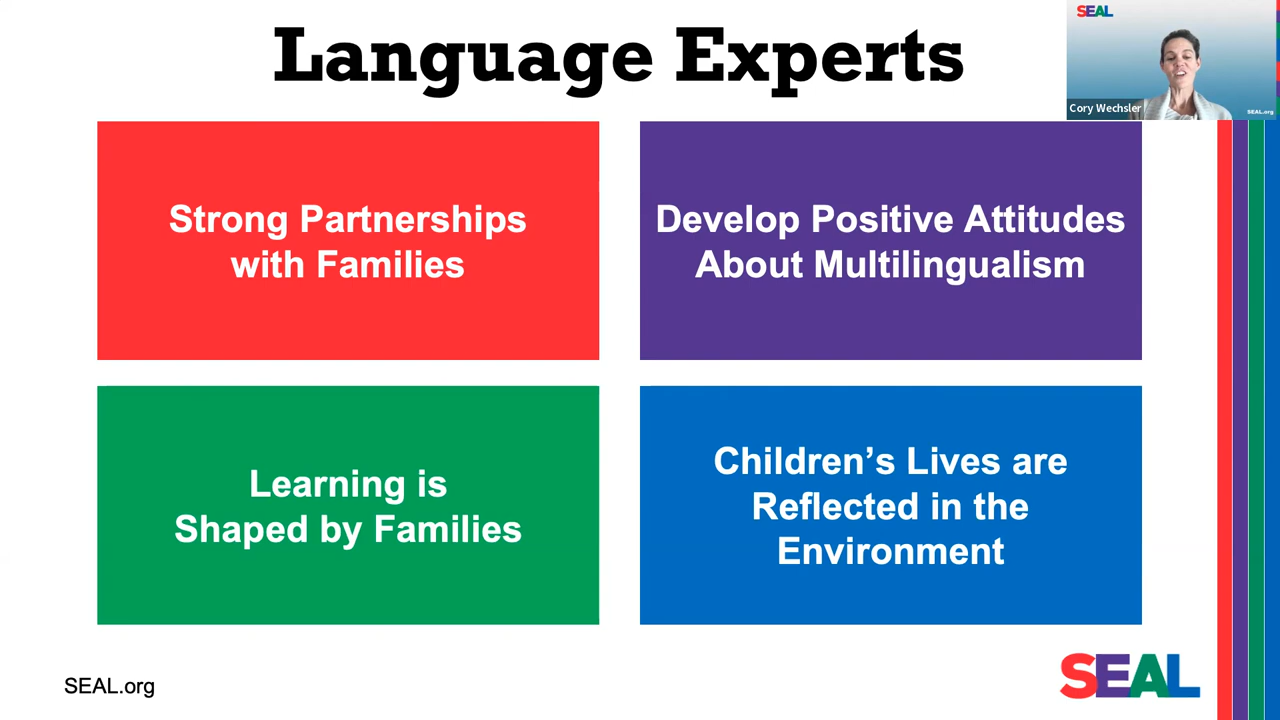 Language Experts
SEAL
Cory Wechsler
SEAL.org
Strong Partnerships
with Families
Develop Positive Attitudes
About Multilingualism
Learning is
Shaped by Families
Children’s Lives are
Reflected in the
Environment
SEAL.org
SEAL